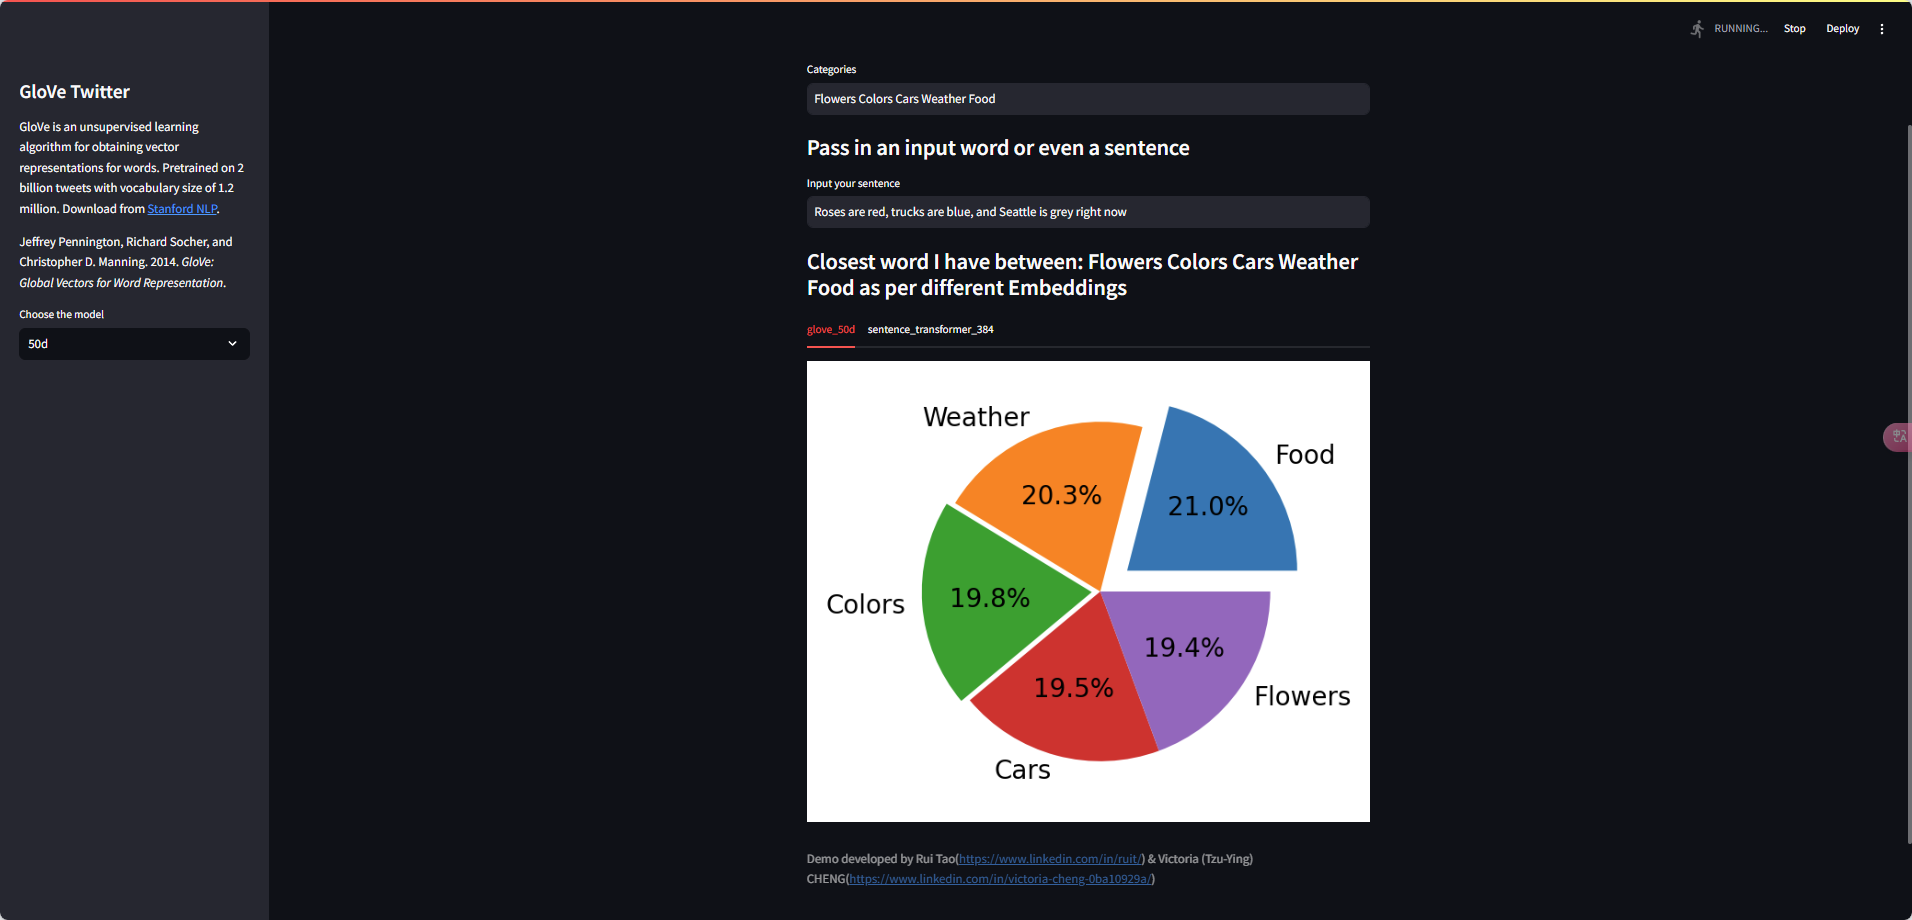 RUNNING...
Stop
Deploy
GloVe Twitter
GloVe is an unsupervised learning
algorithm for obtaining vector
representations for words. Pretrained on 2
billion tweets with vocabulary size of 1.2
million. Download from Stanford NLP.
Jeffrey Pennington, Richard Socher, and
Christopher D. Manning. 2014. GloVe:
Global Vectors for Word Representation.
Choose the model
50d
Categories
Flowers Colors Cars Weather Food
Pass in an input word or even a sentence
Input your sentence
Roses are red, trucks are blue, and Seattle is grey right now
Closest word I have between: Flowers Colors Cars Weather
Food as per different Embeddings
glove_50d
sentence_transformer_384
Weather
Food
20.3%
21.0%
Colors
19.8%
19.4%
19.5%
Flowers
Cars
Demo developed by Rui Tao(https://www.linkedin.com/in/ruit/) & Victoria (Tzu-Ying)
CHENG(https://www.linkedin.com/in/victoria-cheng-0ba10929a/)